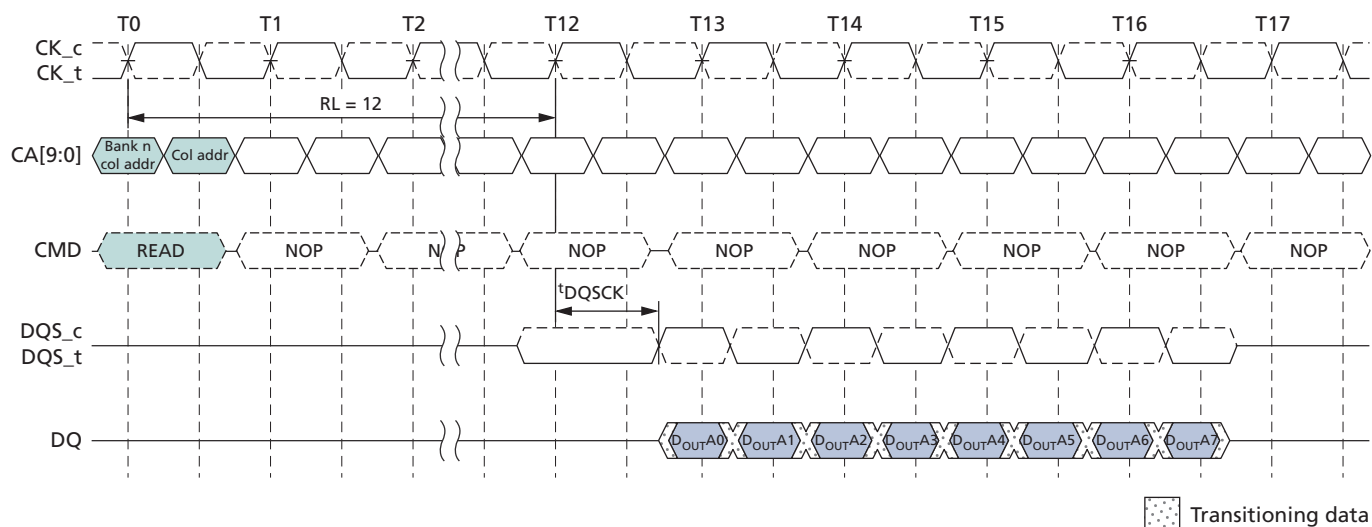 T0 T1 T2 T12 T13 T14 T15 T16 T17
CK_c
CK_t
RL = 12
CA[9:0] Bank n col addr Col addr
CMD READ NOP NOP NOP NOP NOP NOP NOP NOP
tDQSCK
DQS_c
DQS_t
DQ DOUTA0 DOUTA1 DOUTA2 DOUTA3 DOUTA4 DOUTA5 DOUTA6 DOUTA7
Transitioning data